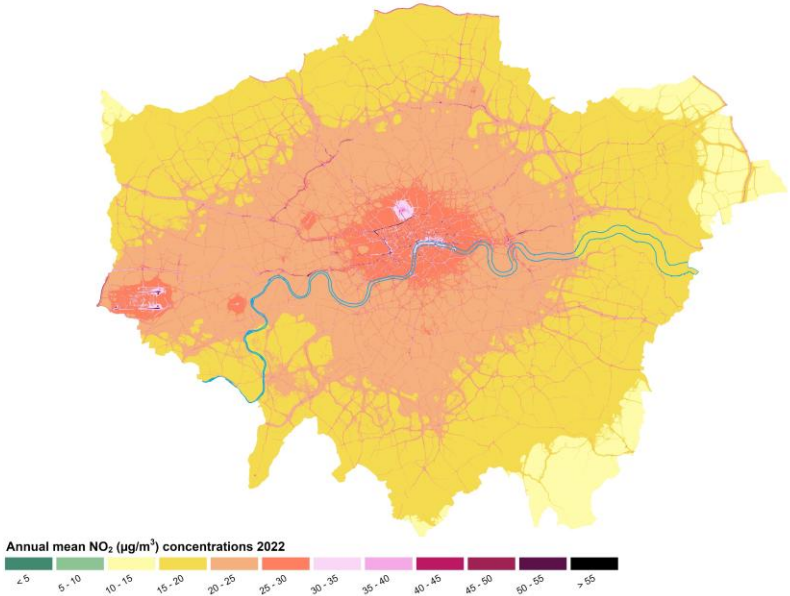 Annual mean NO₂ (µg/m³) concentrations 2022
< 5 5 - 10 10 - 15 15 - 20 20 - 25 25 - 30 30 - 35 35 - 40 40 - 45 45 - 50 50 - 55 > 55